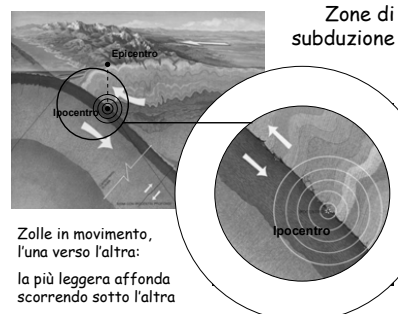 Zone di
subduzione
Epicentro
Ipocentro
Ipocentro
Zolle in movimento,
l'una verso l'altra:
la più leggera affonda
scorrendo sotto l'altra